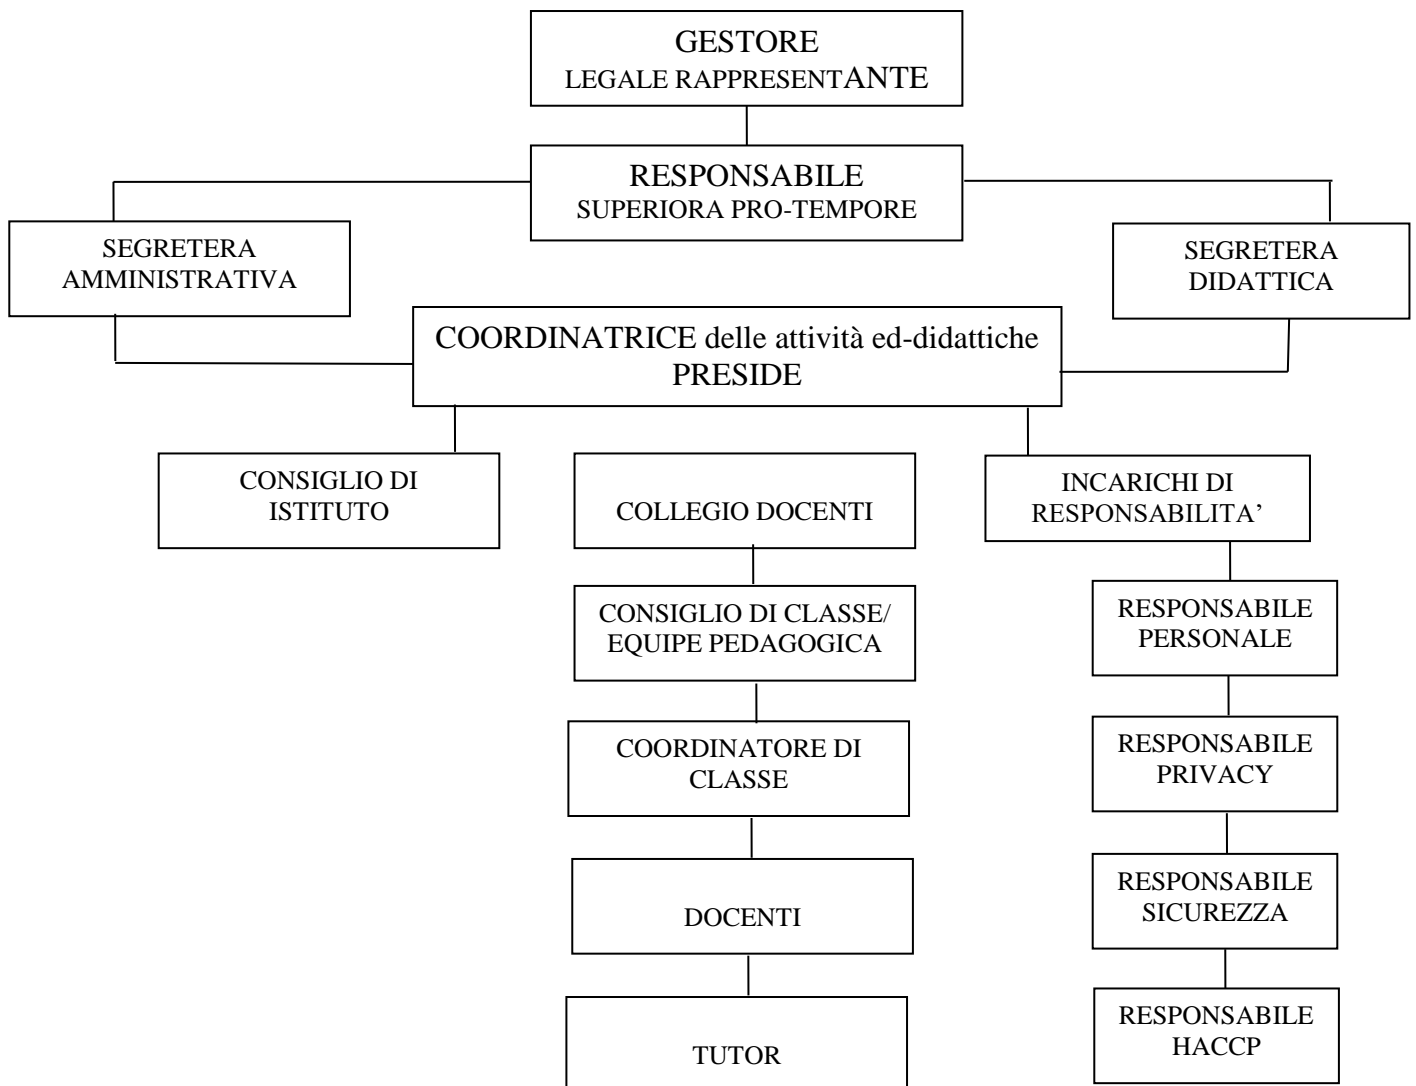 GESTORE
LEGALE RAPPRESENTANTE
RESPONSABILE
SUPERIORA PRO-TEMPORE
SEGRETERA
AMMINISTRATIVA
SEGRETERA
DIDATTICA
COORDINATRICE delle attività ed-didattiche
PRESIDE
CONSIGLIO DI
ISTITUTO
COLLEGIO DOCENTI
INCARICHI DI
RESPONSABILITA’
CONSIGLIO DI CLASSE/
EQUIPE PEDAGOGICA
RESPONSABILE
PERSONALE
COORDINATORE DI
CLASSE
RESPONSABILE
PRIVACY
DOCENTI
RESPONSABILE
SICUREZZA
TUTOR
RESPONSABILE
HACCP